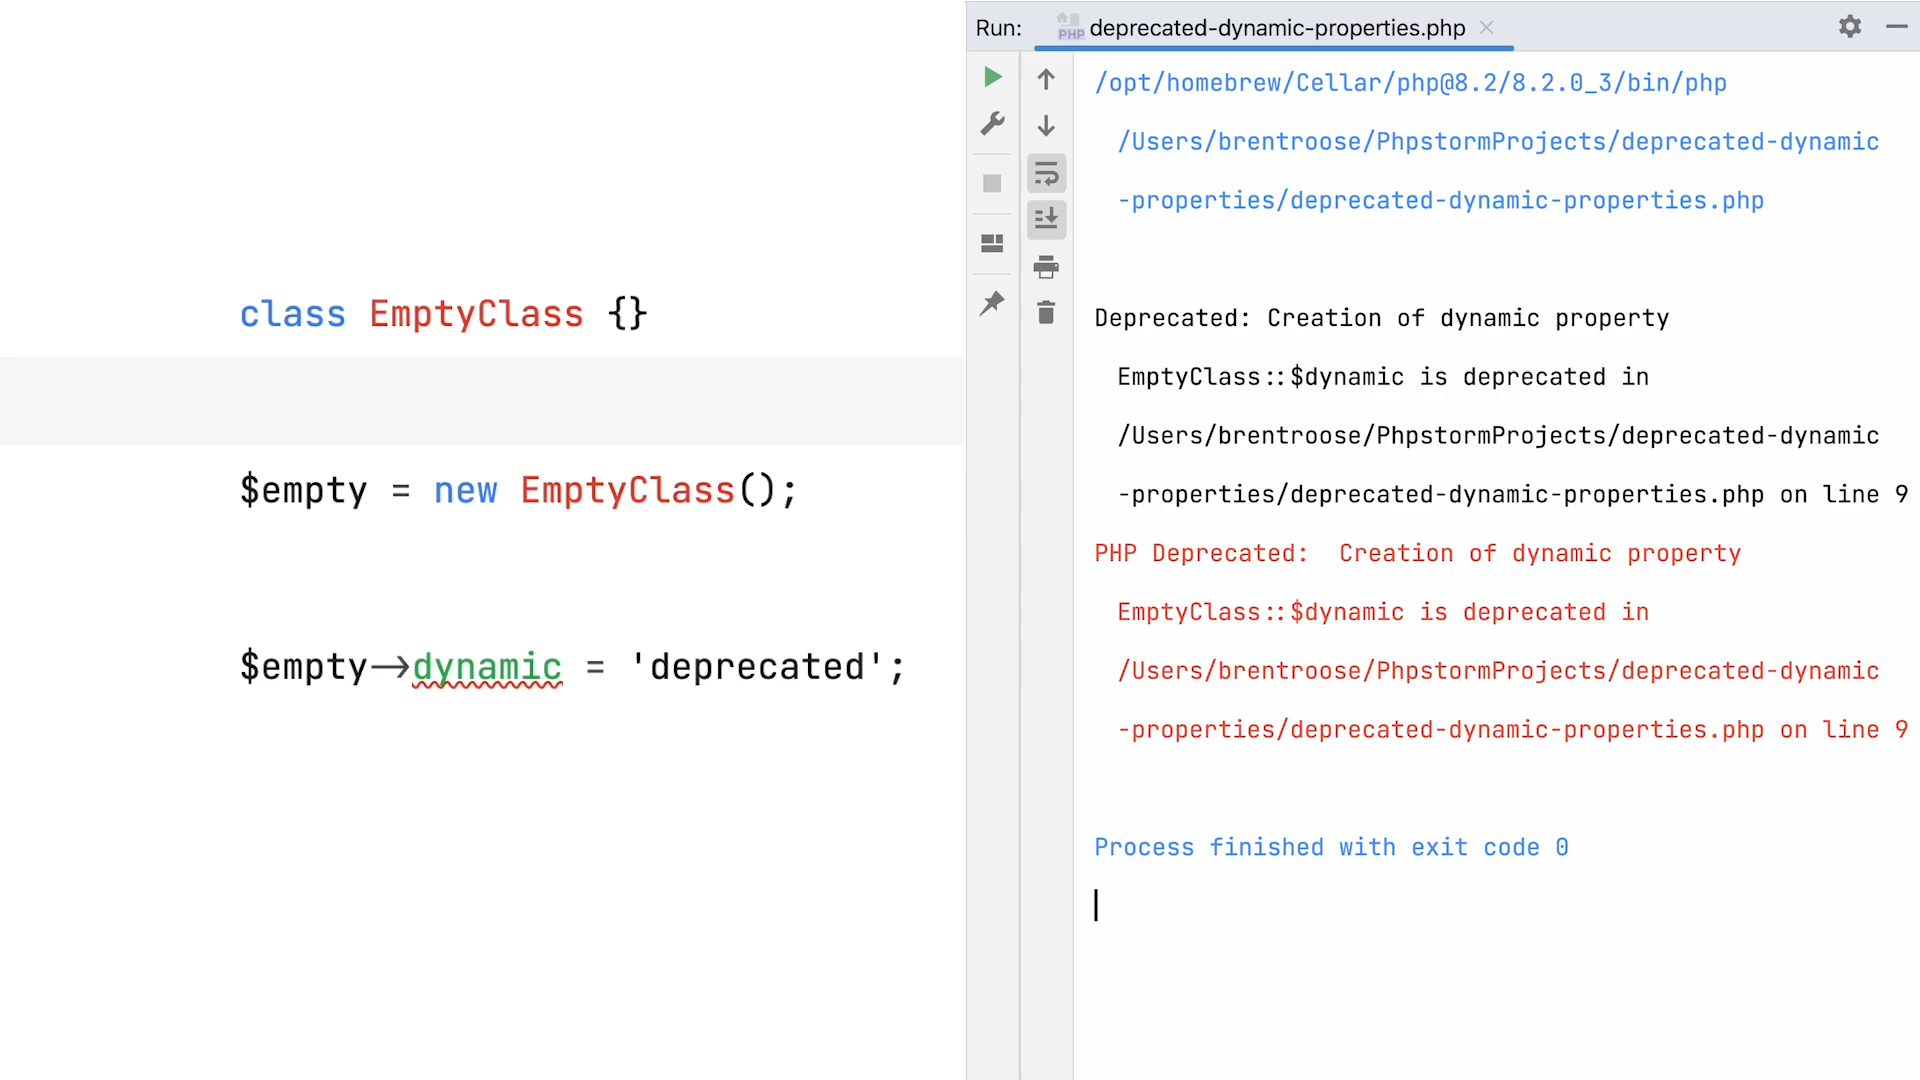 class EmptyClass {}
$empty = new EmptyClass();
$empty->dynamic = 'deprecated';
Run: PHP deprecated-dynamic-properties.php
/opt/homebrew/Cellar/php@8.2/8.2.0_3/bin/php
/Users/brentroose/PhpstormProjects/deprecated-dynamic
-properties/deprecated-dynamic-properties.php
Deprecated: Creation of dynamic property
EmptyClass::$dynamic is deprecated in
/Users/brentroose/PhpstormProjects/deprecated-dynamic
-properties/deprecated-dynamic-properties.php on line 9
PHP Deprecated:  Creation of dynamic property
EmptyClass::$dynamic is deprecated in
/Users/brentroose/PhpstormProjects/deprecated-dynamic
-properties/deprecated-dynamic-properties.php on line 9
Process finished with exit code 0